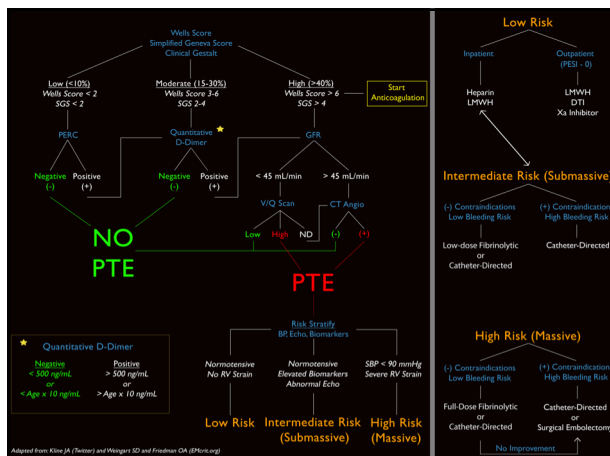 Wells Score
Simplified Geneva Score
Clinical Gestalt
Low (<10%)
Wells Score < 2
SGS < 2
Moderate (15-30%)
Wells Score 3-6
SGS 2-4
High (>40%)
Wells Score > 6
SGS > 4
Start
Anticoagulation
PERC
Quantitative
D-Dimer
GFR
Negative
(-)
Positive
(+)
Negative
(-)
Positive
(+)
< 45 mL/min
> 45 mL/min
V/Q Scan
CT Angio
Low
High
ND
(-)
(+)
NO
PTE
PTE
Quantitative D-Dimer
Negative
< 500 ng/mL
or
< Age x 10 ng/mL
Positive
> 500 ng/mL
or
> Age x 10 ng/mL
Risk Stratify
BP, Echo, Biomarkers
Normotensive
No RV Strain
Normotensive
Elevated Biomarkers
Abnormal Echo
SBP < 90 mmHg
Severe RV Strain
Low Risk
Intermediate Risk
(Submassive)
High Risk
(Massive)
Adapted from: Kline JA (Twitter) and Weingart SD and Friedman OA (EMcrit.org)
Low Risk
Inpatient
Outpatient
(PESI - 0)
Heparin
LMWH
LMWH
DTI
Xa Inhibitor
Intermediate Risk (Submassive)
(-) Contraindications
Low Bleeding Risk
(+) Contraindications
High Bleeding Risk
Low-dose Fibrinolytic
or
Catheter-Directed
Catheter-Directed
High Risk (Massive)
(-) Contraindications
Low Bleeding Risk
(+) Contraindications
High Bleeding Risk
Full-Dose Fibrinolytic
or
Catheter-Directed
Catheter-Directed
or
Surgical Embolectomy
No Improvement